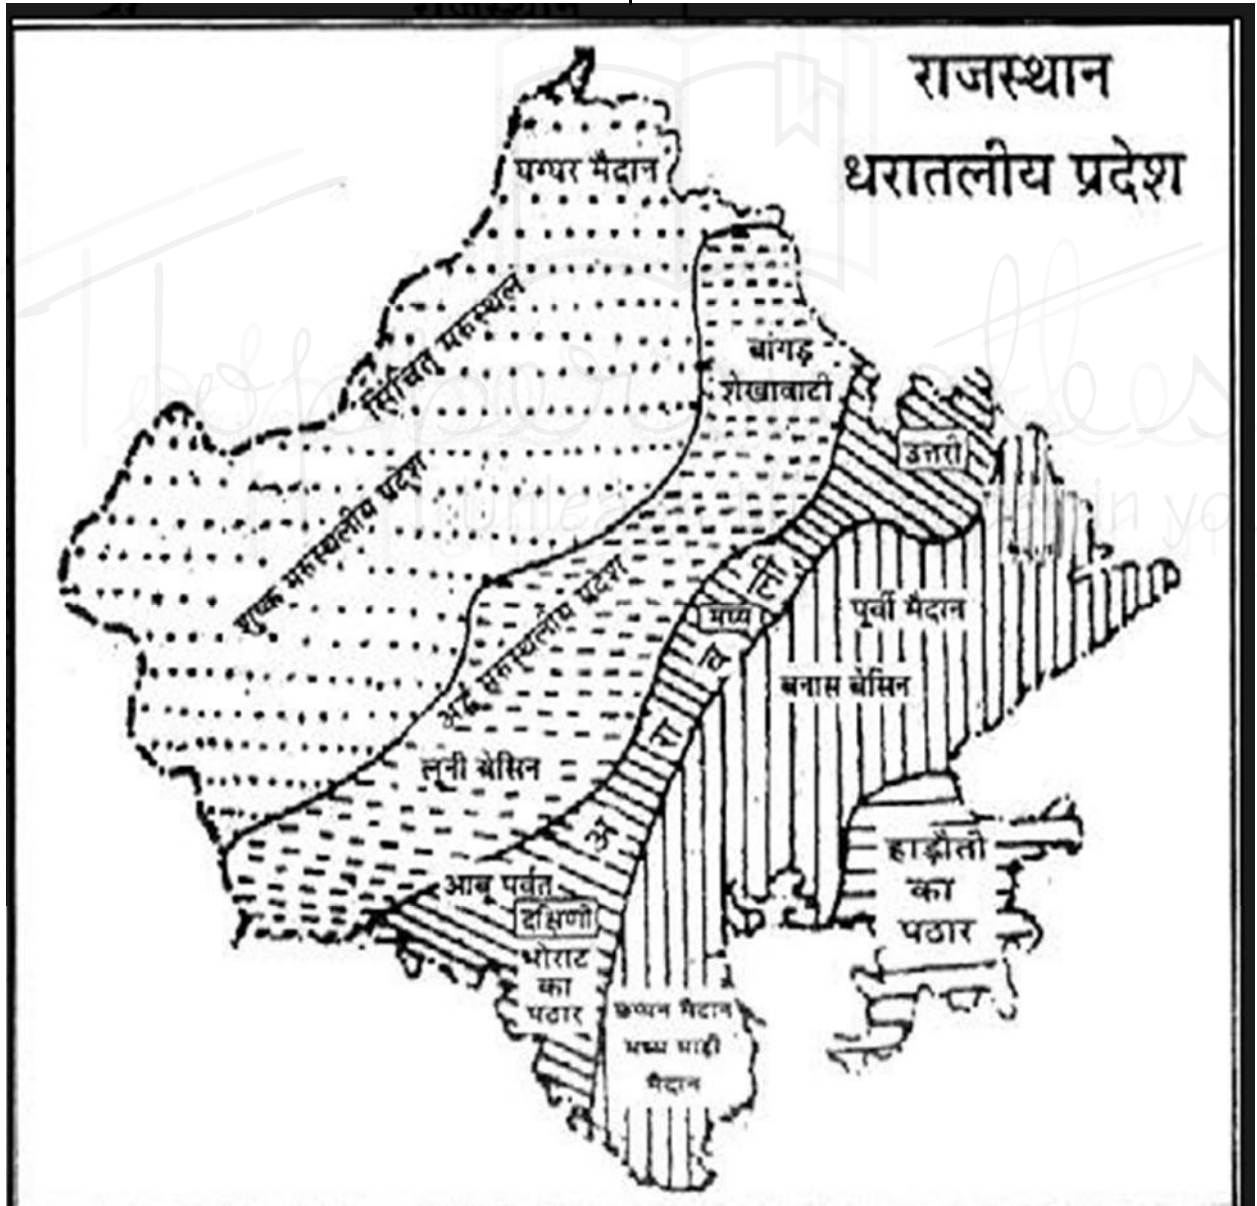 राजस्थान
राजस्थान
धरातलीय प्रदेश
घग्घर मैदान
सिंचित् मरुस्थल
बांगड़
शेखावाटी
उत्तरी
शुष्क मरुस्थलीय प्रदेश
अर्द्ध मरुस्थलीय प्रदेश
ली
मध्य
व
रा
अ
पूर्वी मैदान
बनास बेसिन
लूनी बेसिन
हाड़ौती
का
पठार
आबू पर्वत
दक्षिणी
भोराट
का
पठार
छप्पन मैदान
मध्य माही
मैदान